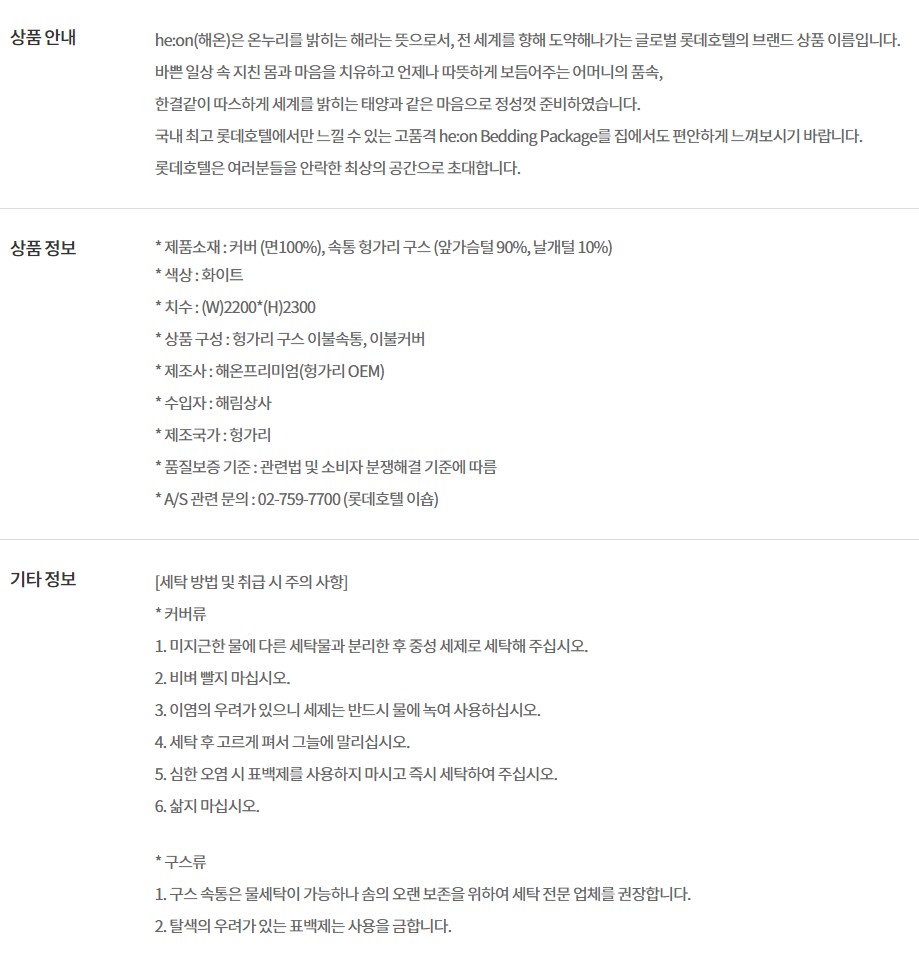 상품 안내
he:on(해온)은 온누리를 밝히는 해라는 뜻으로서, 전 세계를 향해 도약해나가는 글로벌 롯데호텔의 브랜드 상품 이름입니다.
바쁜 일상 속 지친 몸과 마음을 치유하고 언제나 따뜻하게 보듬어주는 어머니의 품속,
한결같이 따스하게 세계를 밝히는 태양과 같은 마음으로 정성껏 준비하였습니다.
국내 최고 롯데호텔에서만 느낄 수 있는 고품격 he:on Bedding Package를 집에서도 편안하게 느껴보시기 바랍니다.
롯데호텔은 여러분들을 안락한 최상의 공간으로 초대합니다.
상품 정보
* 제품소재 : 커버 (면100%), 속통 헝가리 구스 (앞가슴털 90%, 날개털 10%)
* 색상 : 화이트
* 치수 : (W)2200*(H)2300
* 상품 구성 : 헝가리 구스 이불속통, 이불커버
* 제조사 : 해온프리미엄(헝가리 OEM)
* 수입자 : 해림상사
* 제조국가 : 헝가리
* 품질보증 기준 : 관련법 및 소비자 분쟁해결 기준에 따름
* A/S 관련 문의 : 02-759-7700 (롯데호텔 이숍)
기타 정보
[세탁 방법 및 취급 시 주의 사항]
* 커버류
1. 미지근한 물에 다른 세탁물과 분리한 후 중성 세제로 세탁해 주십시오.
2. 비벼 빨지 마십시오.
3. 이염의 우려가 있으니 세제는 반드시 물에 녹여 사용하십시오.
4. 세탁 후 고르게 펴서 그늘에 말리십시오.
5. 심한 오염 시 표백제를 사용하지 마시고 즉시 세탁하여 주십시오.
6. 삶지 마십시오.
* 구스류
1. 구스 속통은 물세탁이 가능하나 솜의 오랜 보존을 위하여 세탁 전문 업체를 권장합니다.
2. 탈색의 우려가 있는 표백제는 사용을 금합니다.